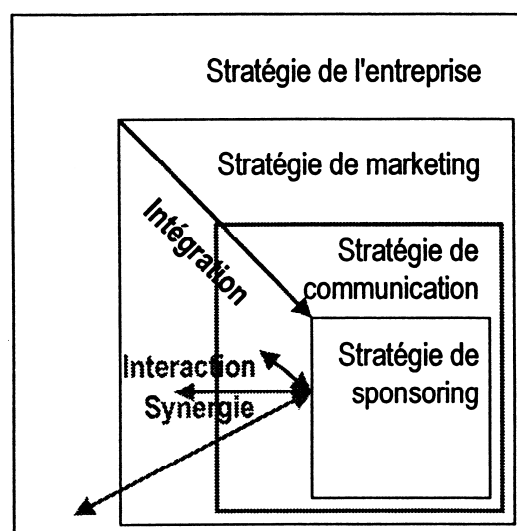 Stratégie de l'entreprise
Stratégie de marketing
Intégration
Stratégie de
communication
Stratégie de
sponsoring
Interaction
Synergie